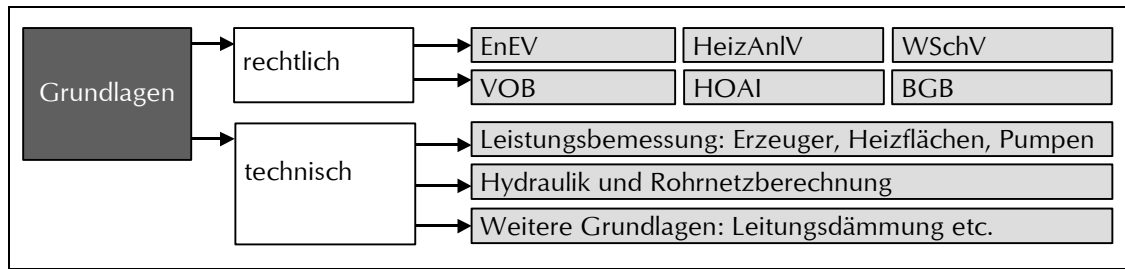 Grundlagen
rechtlich
EnEV HeizAnlV WSchV
VOB HOAI BGB
technisch
Leistungsbemessung: Erzeuger, Heizflächen, Pumpen
Hydraulik und Rohrnetzberechnung
Weitere Grundlagen: Leitungsdämmung etc.